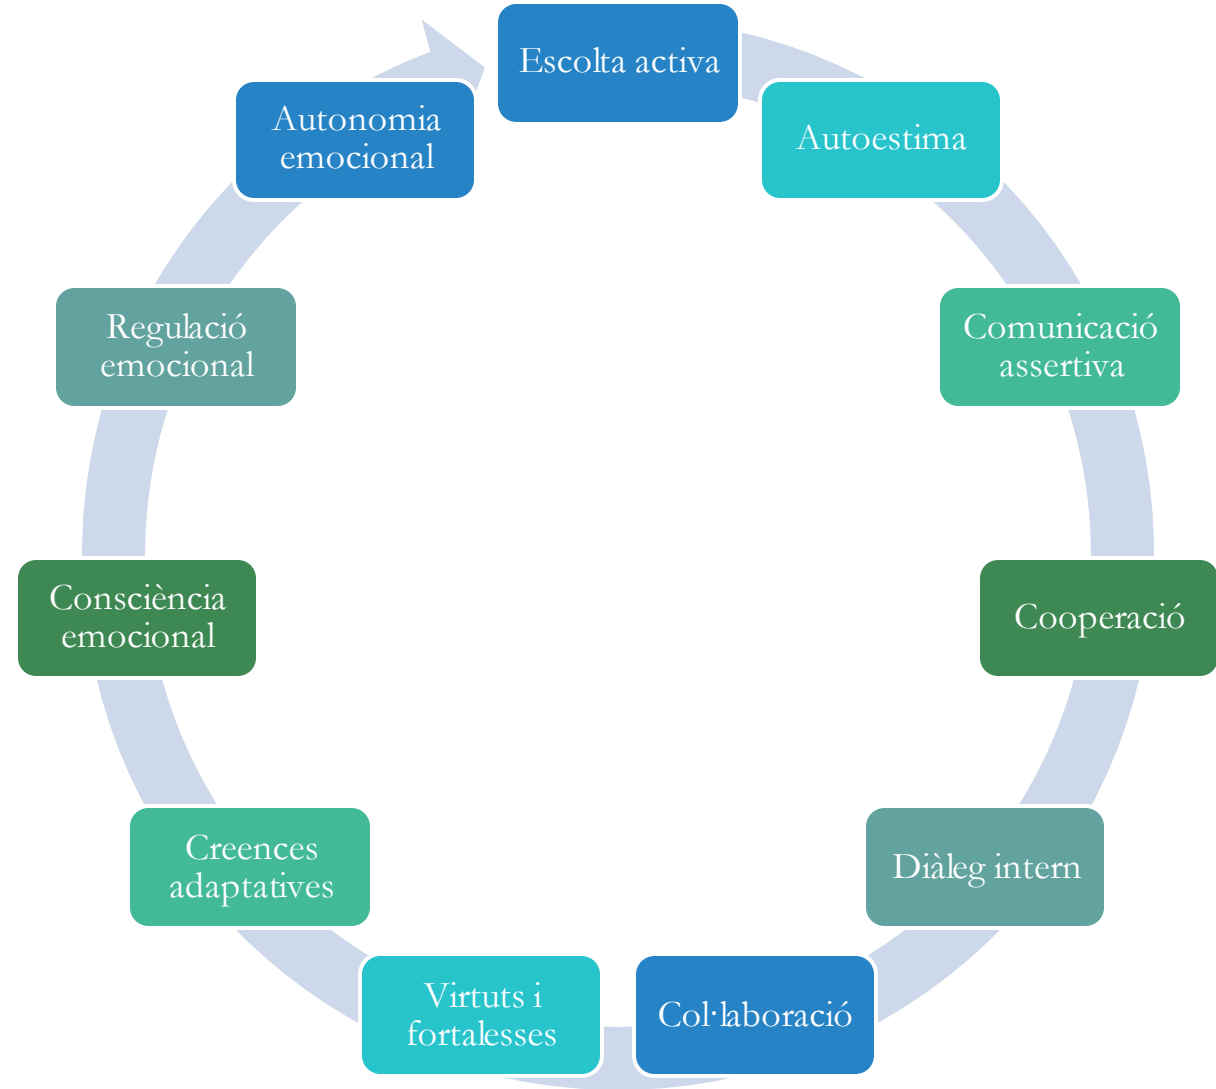 Escolta activa
Autoestima
Comunicació
assertiva
Cooperació
Diàleg intern
Col·laboració
Virtuts i
fortalesses
Creences
adaptatives
Consciència
emocional
Regulació
emocional
Autonomia
emocional